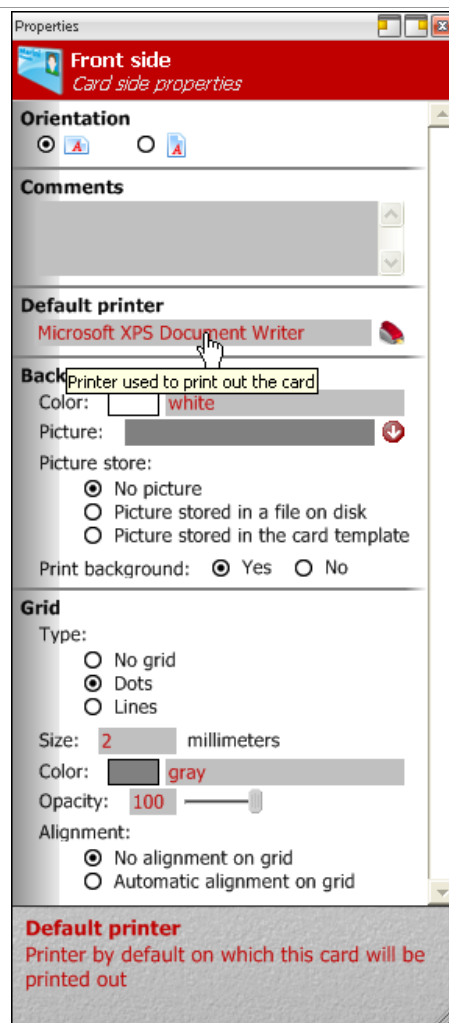 Properties
Front side
Card side properties
Orientation
A A
Comments
Default printer
Microsoft XPS Document Writer
Printer used to print out the card
Back
Color: white
Picture:
Picture store:
No picture
Picture stored in a file on disk
Picture stored in the card template
Print background: Yes No
Grid
Type:
No grid
Dots
Lines
Size: 2 millimeters
Color: gray
Opacity: 100
Alignment:
No alignment on grid
Automatic alignment on grid
Default printer
Printer by default on which this card will be
printed out